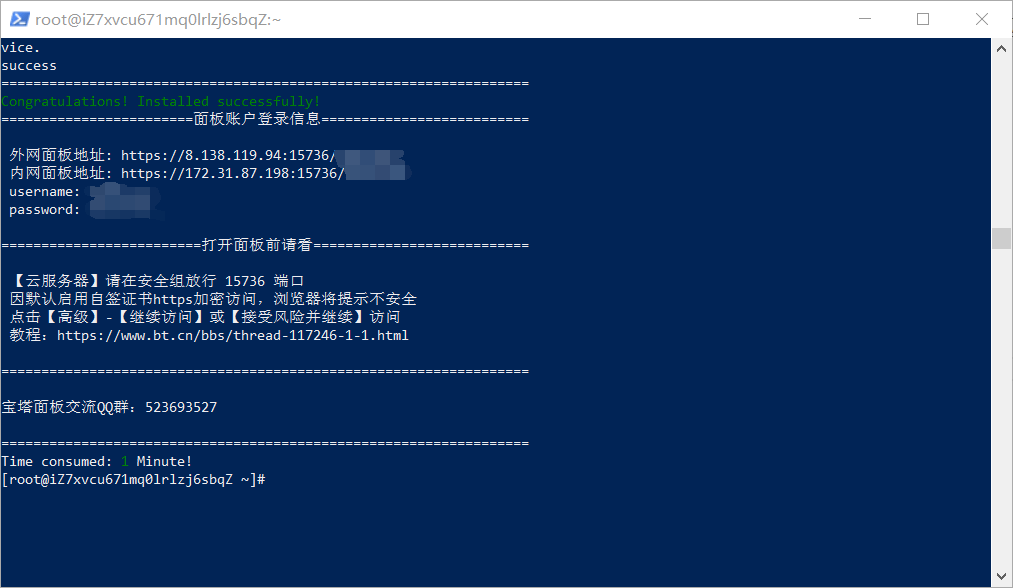 root@iZ7xvcu671mq0lrlzj6sbqZ:~
vice.
success
==================================================================
Congratulations! Installed successfully!
========================面板账户登录信息==========================
外网面板地址: https://8.138.119.94:15736/
内网面板地址: https://172.31.87.198:15736/
username:
password:
=========================打开面板前请看===========================
【云服务器】请在安全组放行 15736 端口
因默认启用自签证书https加密访问，浏览器将提示不安全
点击【高级】-【继续访问】或【接受风险并继续】访问
教程：https://www.bt.cn/bbs/thread-117246-1-1.html
==================================================================
宝塔面板交流QQ群：523693527
==================================================================
Time consumed: 1 Minute!
[root@iZ7xvcu671mq0lrlzj6sbqZ ~]#